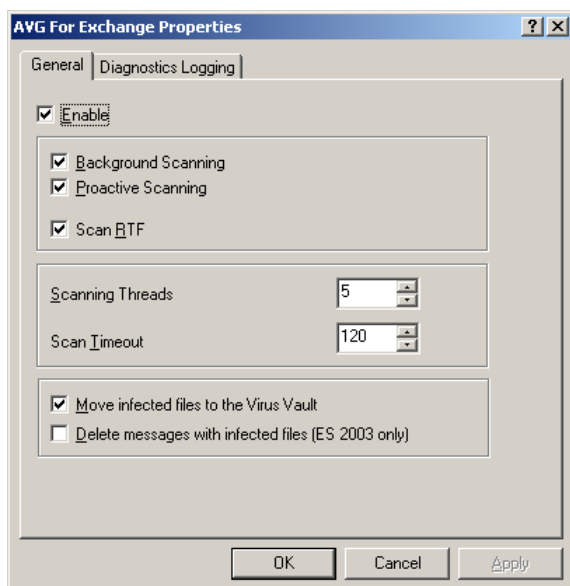 AVG For Exchange Properties
General
Diagnostics Logging
Enable
Background Scanning
Proactive Scanning
Scan RTF
Scanning Threads
5
Scan Timeout
120
Move infected files to the Virus Vault
Delete messages with infected files (ES 2003 only)
OK
Cancel
Apply